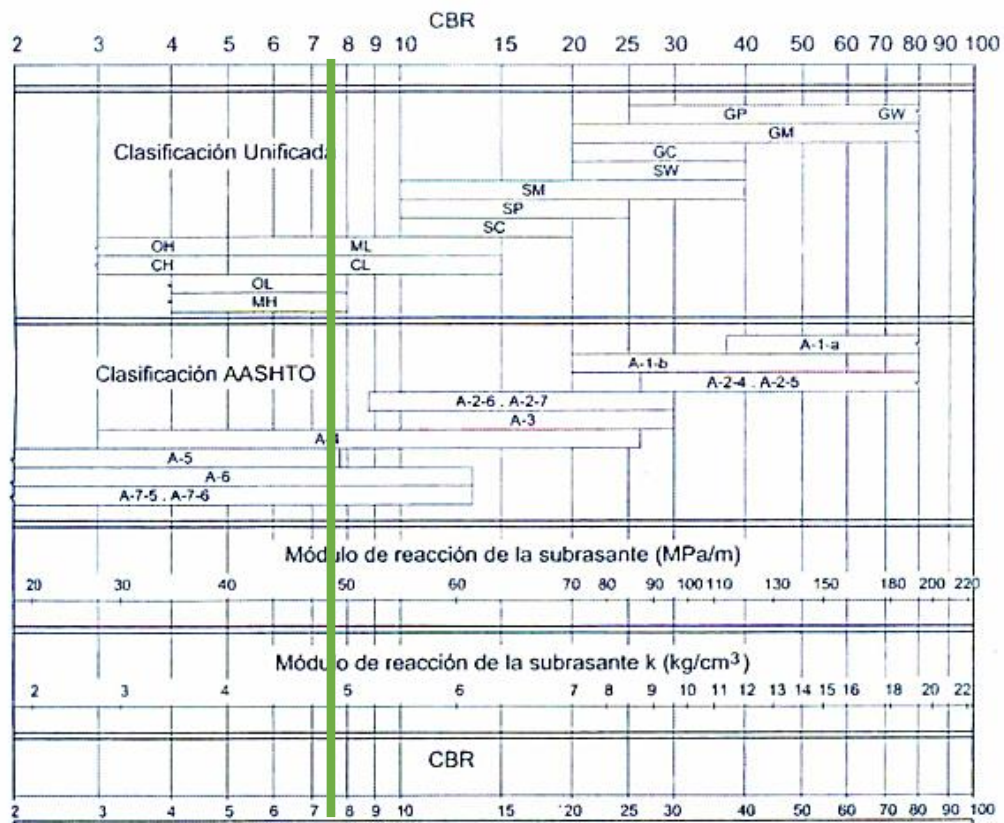 CBR
2 3 4 5 6 7 8 9 10 15 20 25 30 40 50 60 70 80 90 100
GP GW
GM
Clasificación Unificada
GC
SW
SM
SP
SC
OH ML
CH CL
OL
MH
A-1-a
Clasificación AASHTO
A-1-b
A-2-4 . A-2-5
A-2-6 . A-2-7
A-3
A-4
A-5
A-6
A-7-5 . A-7-6
Módulo de reacción de la subrasante (MPa/m)
20 30 40 50 60 70 80 90 100 110 130 150 180 200 220
Módulo de reacción de la subrasante k (kg/cm³)
2 3 4 5 6 7 8 9 10 11 12 13 14 15 16 18 20 22
CBR
2 3 4 5 6 7 8 9 10 15 20 25 30 40 50 60 70 80 90 100